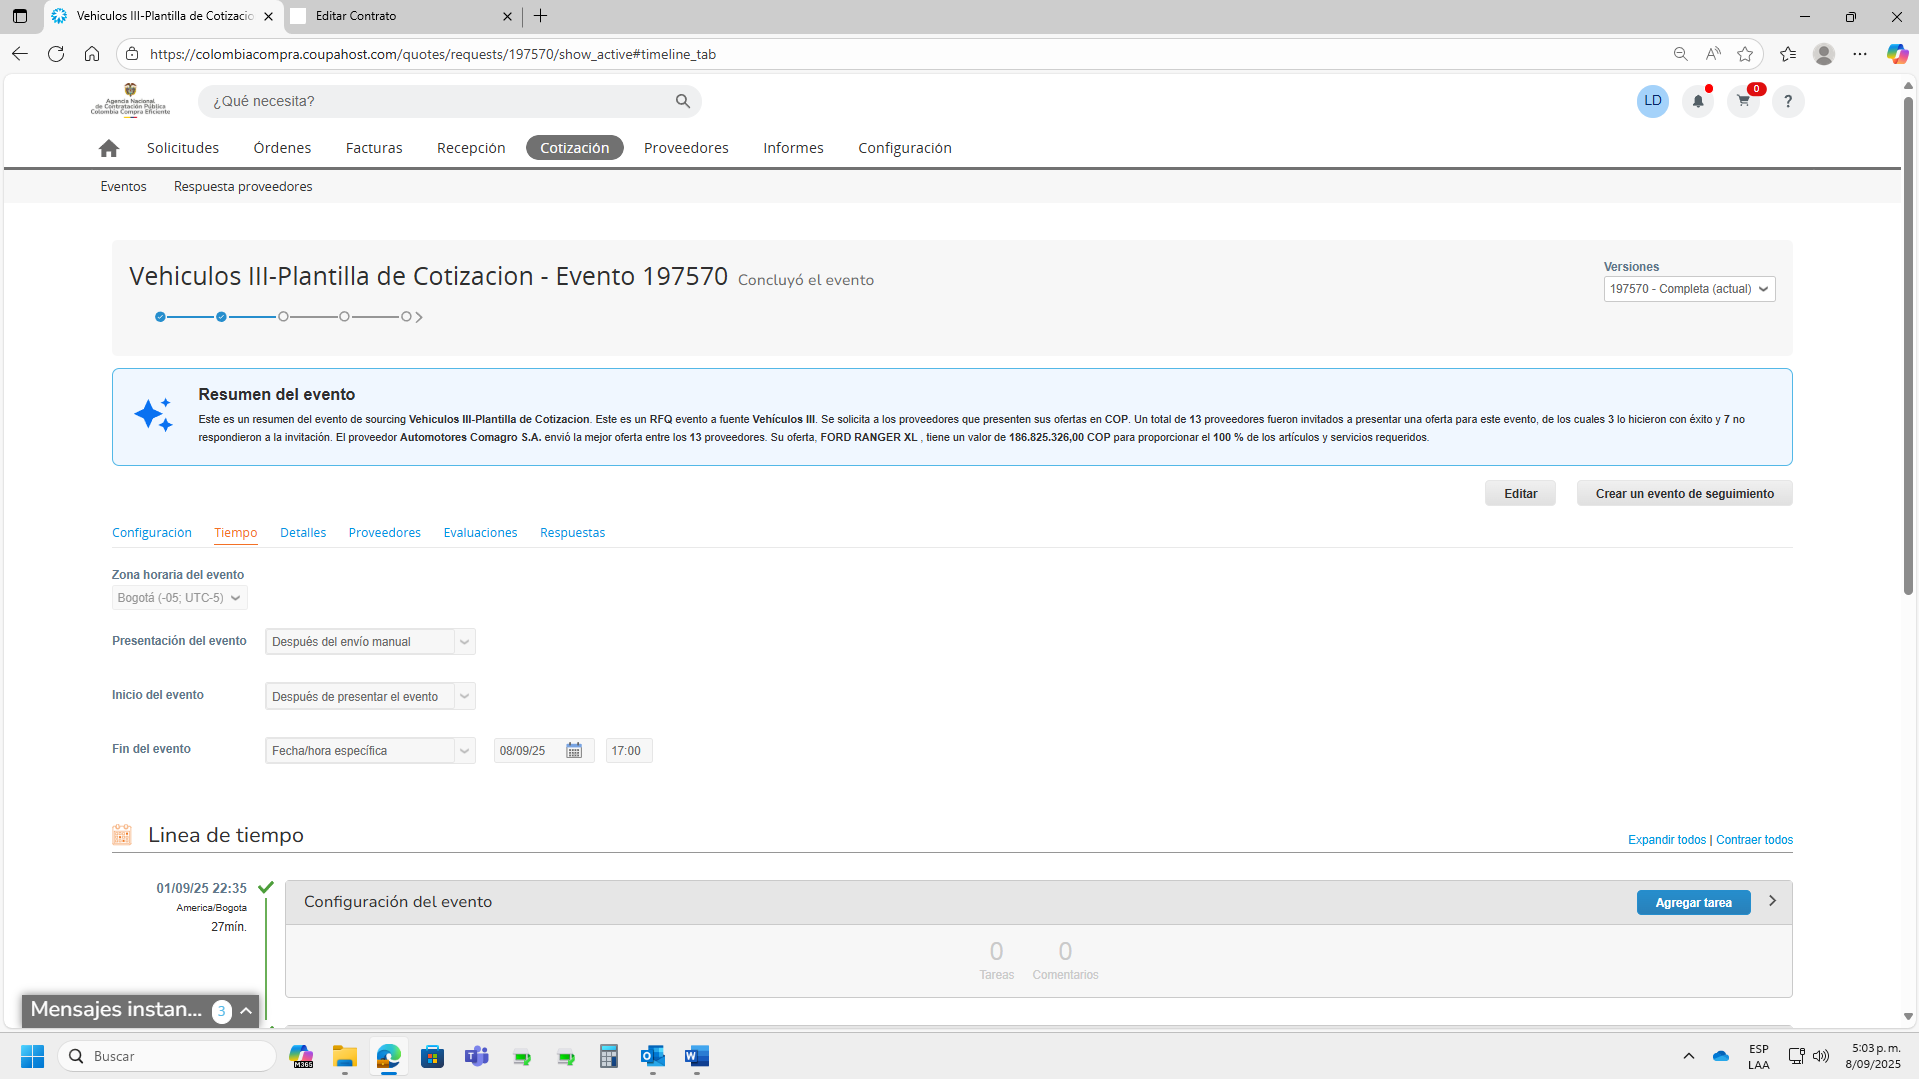 Vehiculos III-Plantilla de Cotizacio
Editar Contrato
https://colombiacompra.coupahost.com/quotes/requests/197570/show_active#timeline_tab
Agencia Nacional
de Contratación Pública
Colombia Compra Eficiente
¿Qué necesita?
LD
0
?
Solicitudes
Órdenes
Facturas
Recepción
Cotización
Proveedores
Informes
Configuración
Eventos
Respuesta proveedores
Vehiculos III-Plantilla de Cotizacion - Evento 197570 Concluyó el evento
Versiones
197570 - Completa (actual)
Resumen del evento
Este es un resumen del evento de sourcing Vehiculos III-Plantilla de Cotizacion. Este es un RFQ evento a fuente Vehículos III. Se solicita a los proveedores que presenten sus ofertas en COP. Un total de 13 proveedores fueron invitados a presentar una oferta para este evento, de los cuales 3 lo hicieron con éxito y 7 no
respondieron a la invitación. El proveedor Automotores Comagro S.A. envió la mejor oferta entre los 13 proveedores. Su oferta, FORD RANGER XL , tiene un valor de 186.825.326,00 COP para proporcionar el 100 % de los artículos y servicios requeridos.
Editar
Crear un evento de seguimiento
Configuración
Tiempo
Detalles
Proveedores
Evaluaciones
Respuestas
Zona horaria del evento
Bogotá (-05; UTC-5)
Presentación del evento
Después del envío manual
Inicio del evento
Después de presentar el evento
Fin del evento
Fecha/hora específica
08/09/25
17:00
Linea de tiempo
Expandir todos | Contraer todos
01/09/25 22:35
America/Bogota
27mín.
Configuración del evento
Agregar tarea
0
Tareas
0
Comentarios
Mensajes instan... 3
Buscar
M365
ESP
LAA
5:03 p. m.
8/09/2025